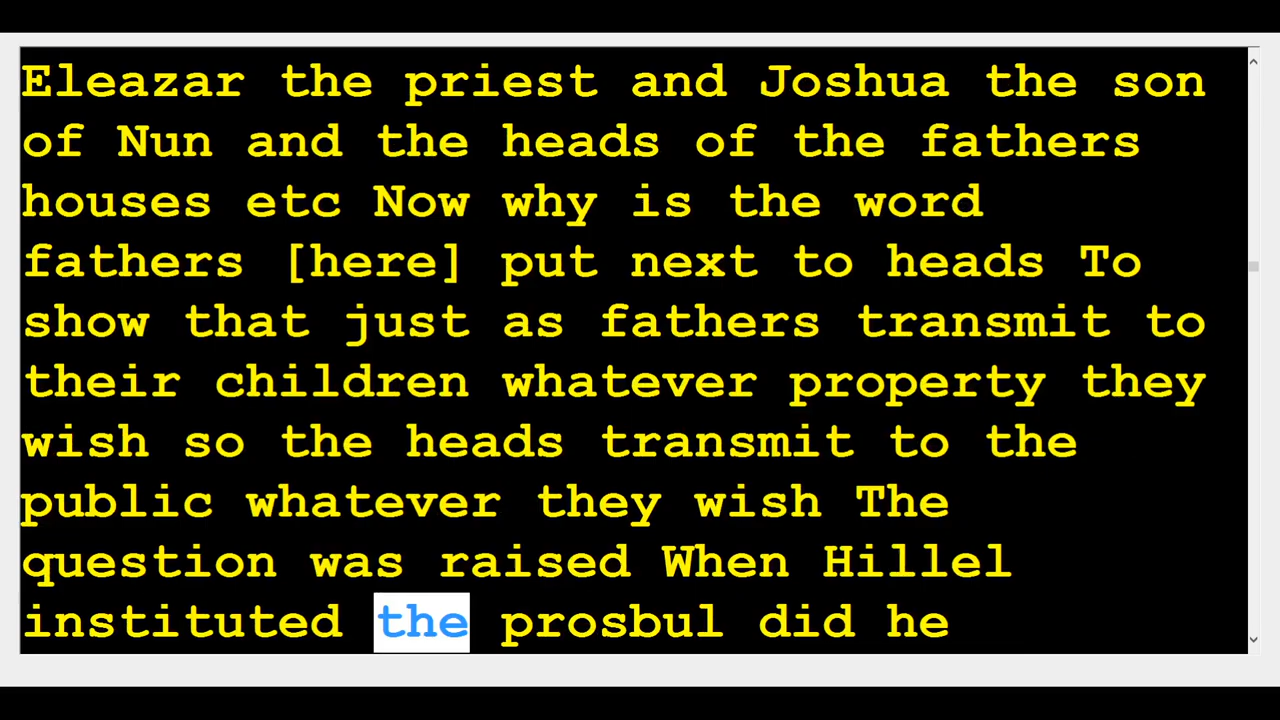 Eleazar the priest and Joshua the son
of Nun and the heads of the fathers
houses etc Now why is the word
fathers [here] put next to heads To
show that just as fathers transmit to
their children whatever property they
wish so the heads transmit to the
public whatever they wish The
question was raised When Hillel
instituted the prosbul did he